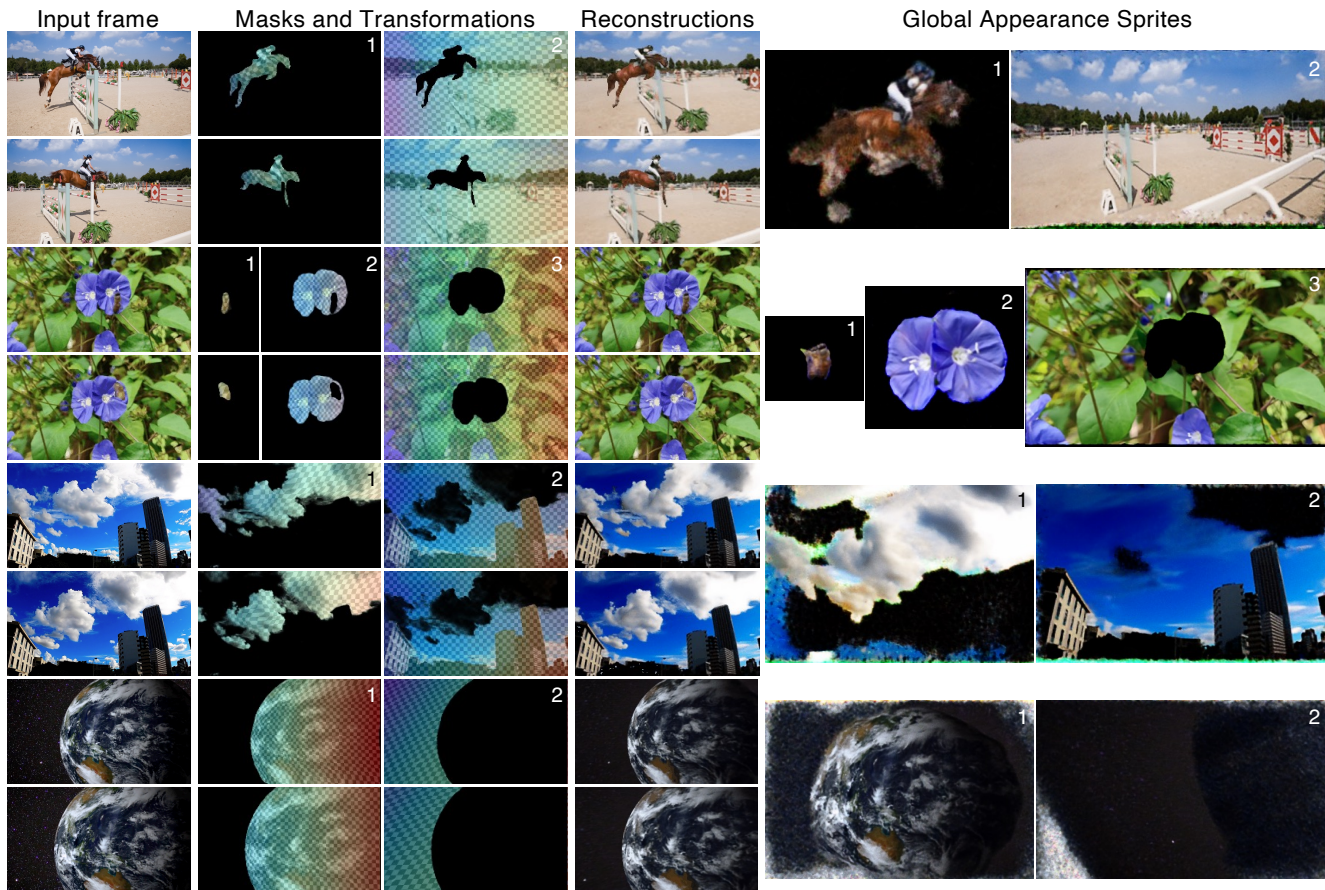 Input frame Masks and Transformations Reconstructions Global Appearance Sprites
1 2 1 2
1 2 3 1 2 3
1 2 1 2
1 2 1 2